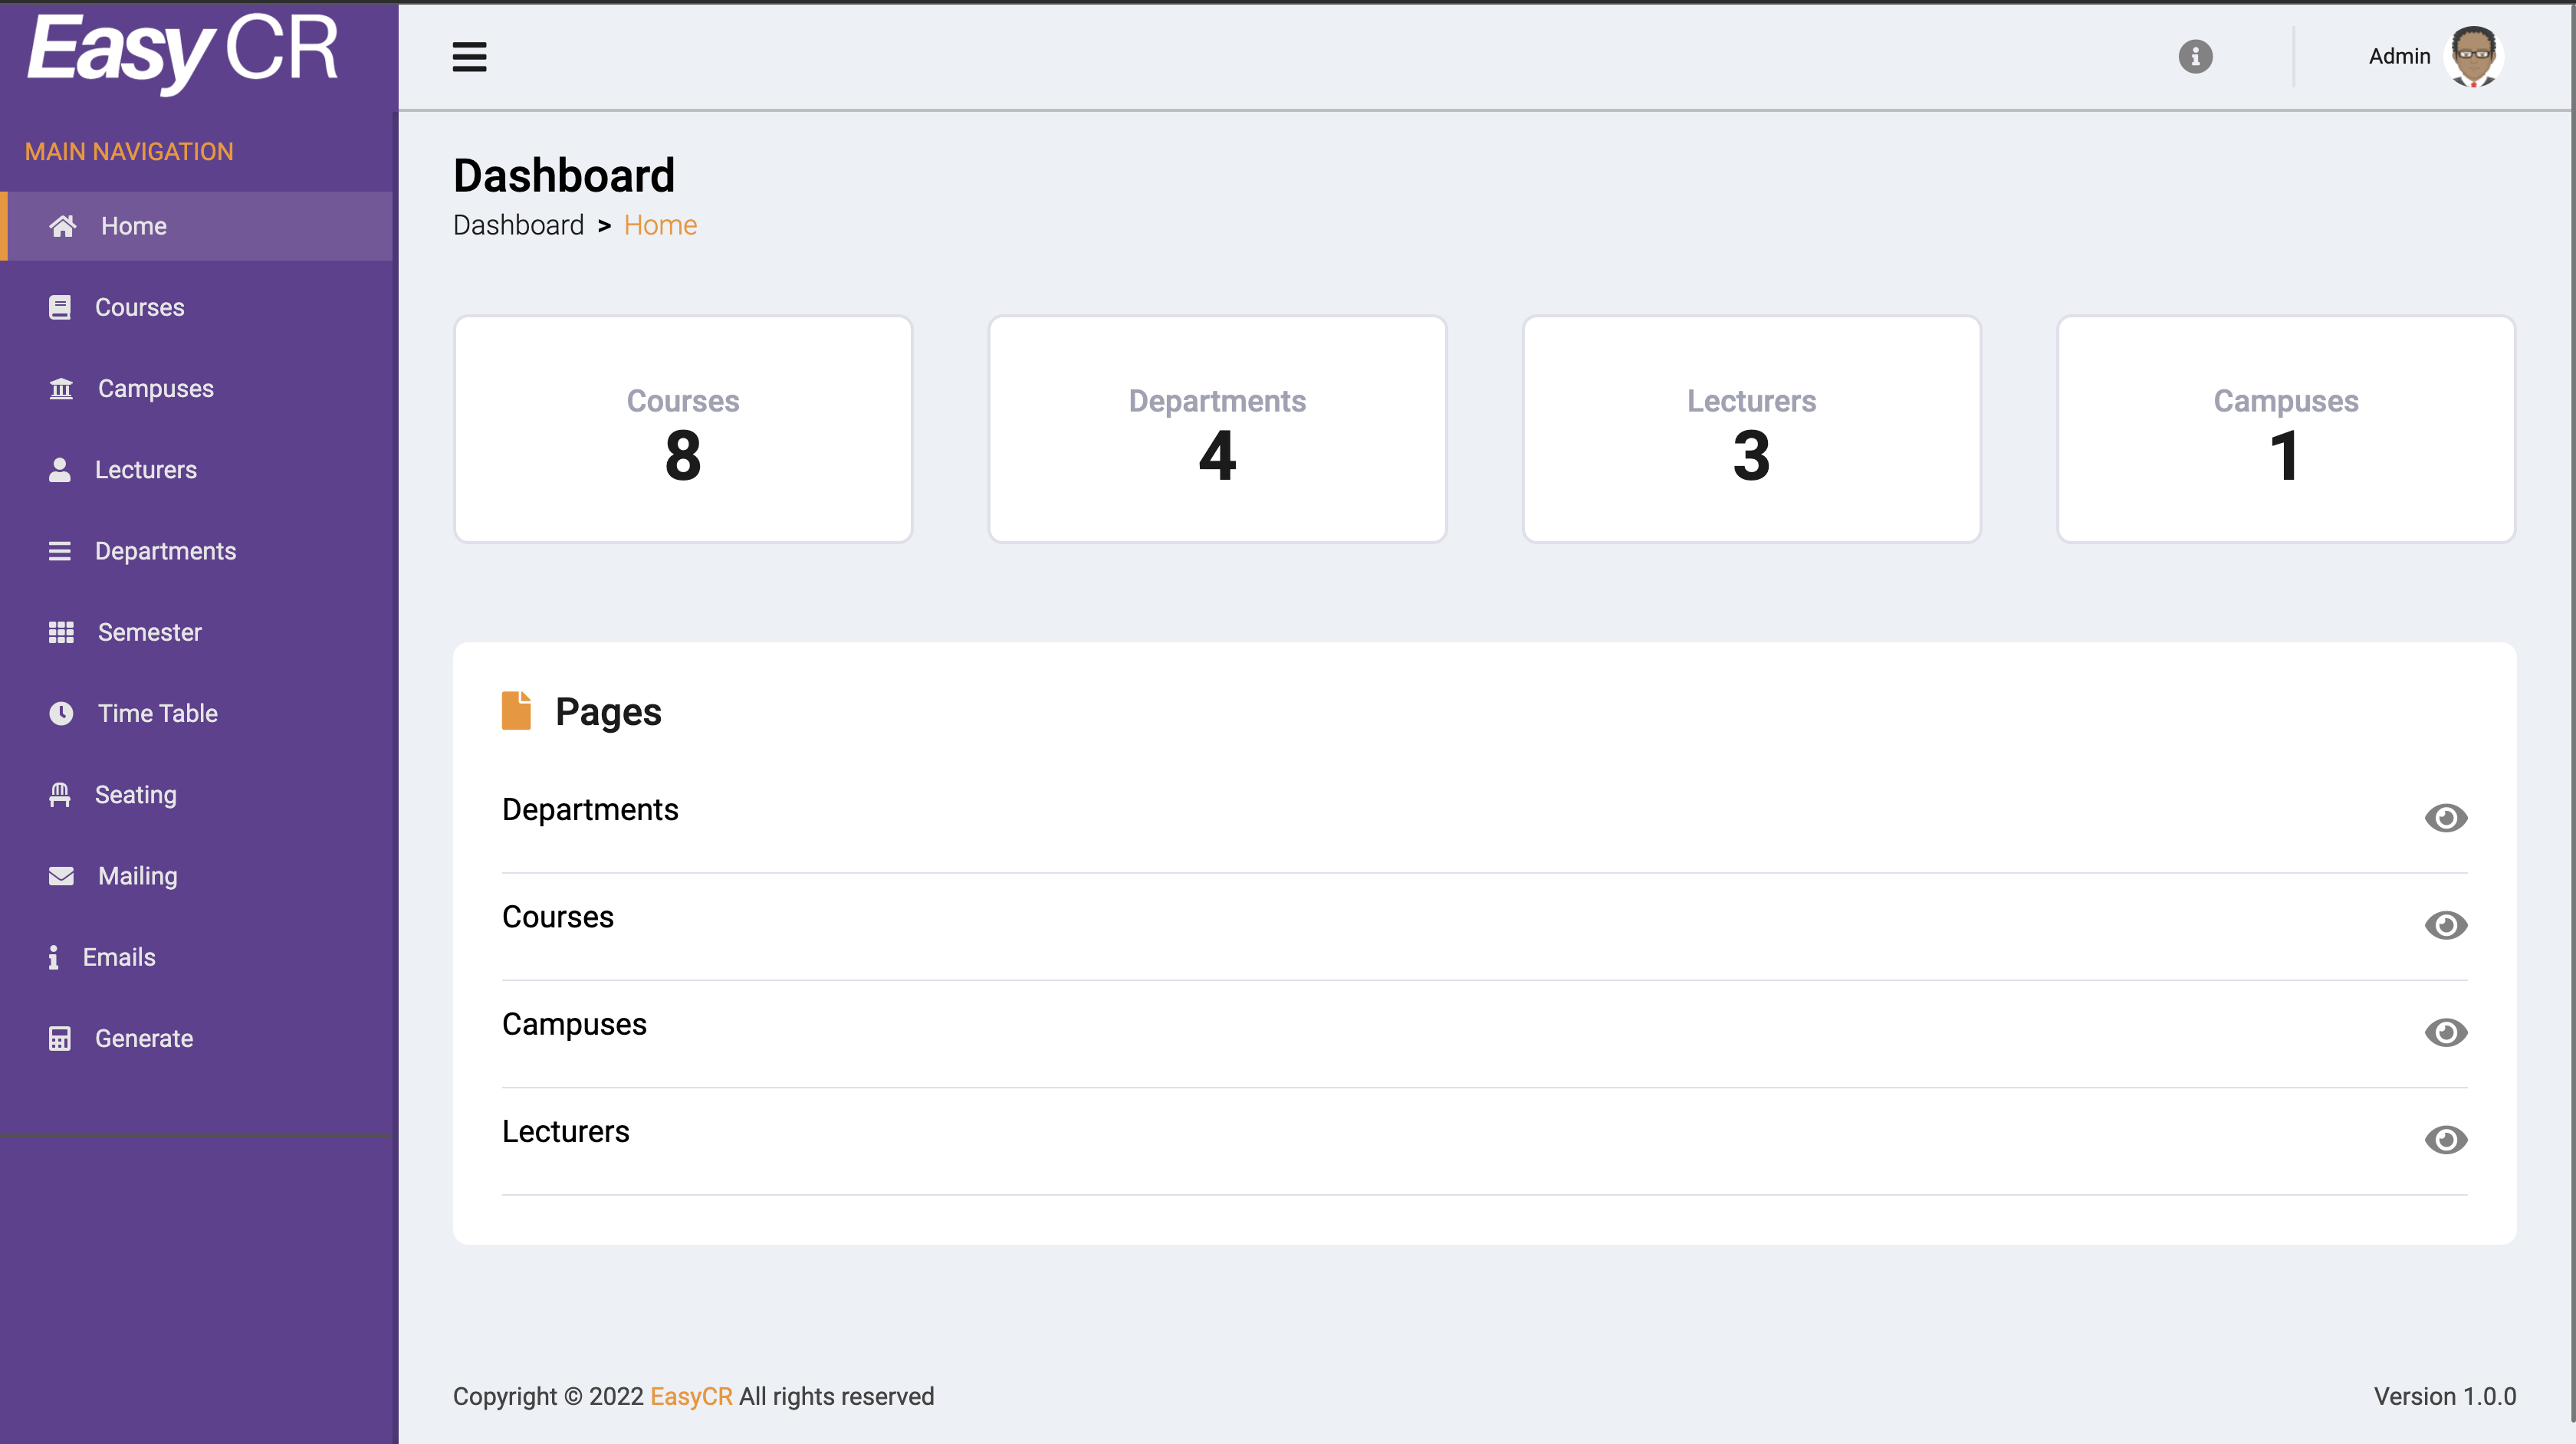 EasyCR
MAIN NAVIGATION
Home
Courses
Campuses
Lecturers
Departments
Semester
Time Table
Seating
Mailing
Emails
Generate
Admin
Dashboard
Dashboard > Home
Courses
8
Departments
4
Lecturers
3
Campuses
1
Pages
Departments
Courses
Campuses
Lecturers
Copyright © 2022 EasyCR All rights reserved
Version 1.0.0